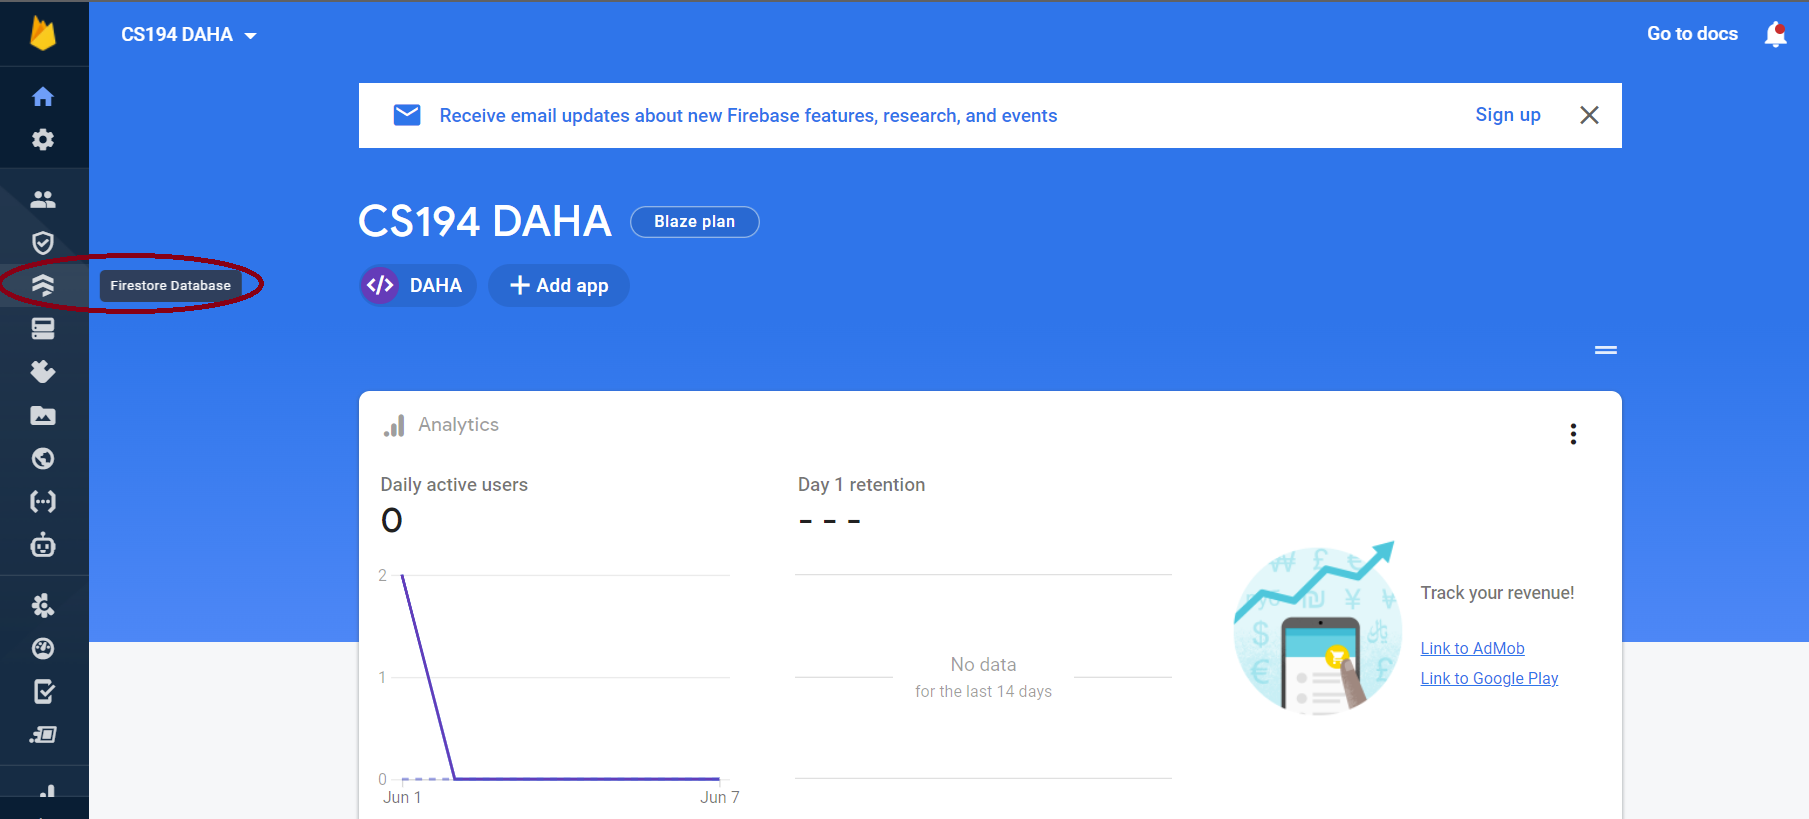 CS194 DAHA
Go to docs
Receive email updates about new Firebase features, research, and events
Sign up
CS194 DAHA
Blaze plan
Firestore Database
DAHA
Add app
Analytics
Daily active users
0
Day 1 retention
- - -
2
1
0
Jun 1
Jun 7
No data
for the last 14 days
Track your revenue!
Link to AdMob
Link to Google Play